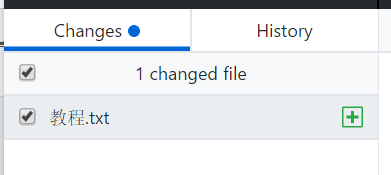 Changes
History
1 changed file
教程.txt